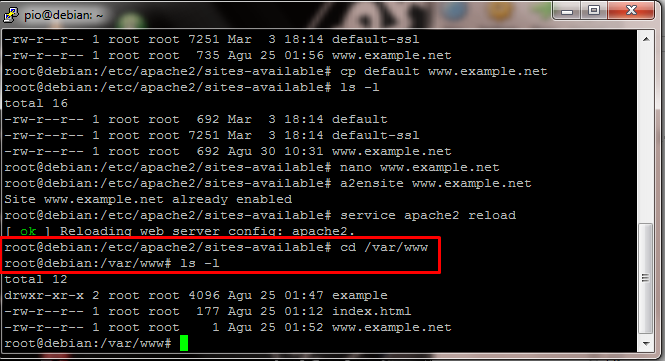 pio@debian: ~
-rw-r--r-- 1 root root 7251 Mar  3 18:14 default-ssl
-rw-r--r-- 1 root root  735 Agu 25 01:56 www.example.net
root@debian:/etc/apache2/sites-available# cp default www.example.net
root@debian:/etc/apache2/sites-available# ls -l
total 16
-rw-r--r-- 1 root root  692 Mar  3 18:14 default
-rw-r--r-- 1 root root 7251 Mar  3 18:14 default-ssl
-rw-r--r-- 1 root root  692 Agu 30 10:31 www.example.net
root@debian:/etc/apache2/sites-available# nano www.example.net
root@debian:/etc/apache2/sites-available# a2ensite www.example.net
Site www.example.net already enabled
root@debian:/etc/apache2/sites-available# service apache2 reload
[ ok ] Reloading web server config: apache2.
root@debian:/etc/apache2/sites-available# cd /var/www
root@debian:/var/www# ls -l
total 12
drwxr-xr-x 2 root root 4096 Agu 25 01:47 example
-rw-r--r-- 1 root root  177 Agu 25 01:12 index.html
-rw-r--r-- 1 root root    1 Agu 25 01:52 www.example.net
root@debian:/var/www#